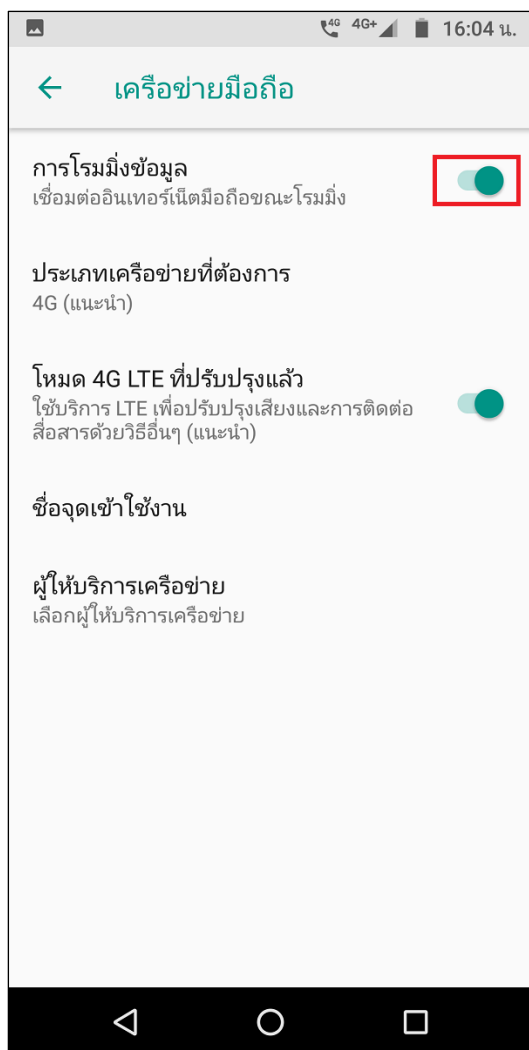 4G 4G+ 16:04 น.
เครือข่ายมือถือ
การโรมมิ่งข้อมูล
เชื่อมต่ออินเทอร์เน็ตมือถือขณะโรมมิ่ง
ประเภทเครือข่ายที่ต้องการ
4G (แนะนำ)
โหมด 4G LTE ที่ปรับปรุงแล้ว
ใช้บริการ LTE เพื่อปรับปรุงเสียงและการติดต่อ
สื่อสารด้วยวิธีอื่นๆ (แนะนำ)
ชื่อจุดเข้าใช้งาน
ผู้ให้บริการเครือข่าย
เลือกผู้ให้บริการเครือข่าย